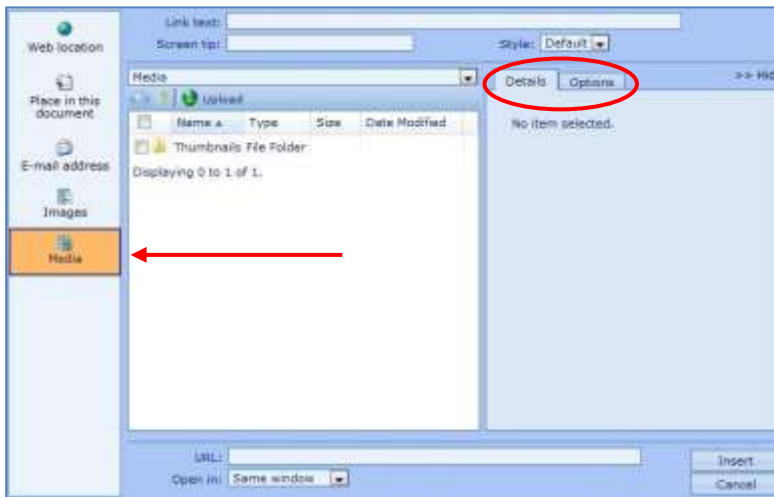 Link text:
Screen tip:
Style: Default
Web location
Place in this
document
E-mail address
Images
Media
Media
Upload
Name Type Size Date Modified
Thumbnails File Folder
Displaying 0 to 1 of 1.
Details Options
>> Hid
No item selected.
URL:
Open in: Same window
Insert
Cancel